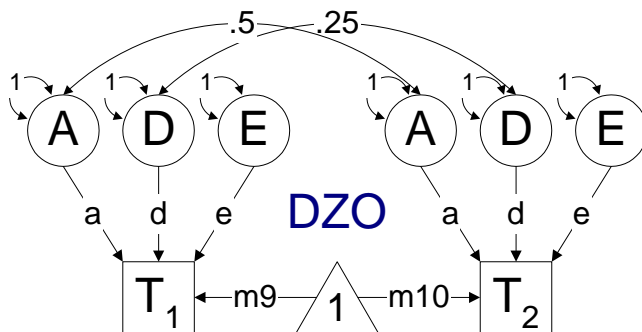 .5 .25
1 1 1 1 1 1
A D E A D E
a d e DZO a d e
T1 m9 1 m10 T2